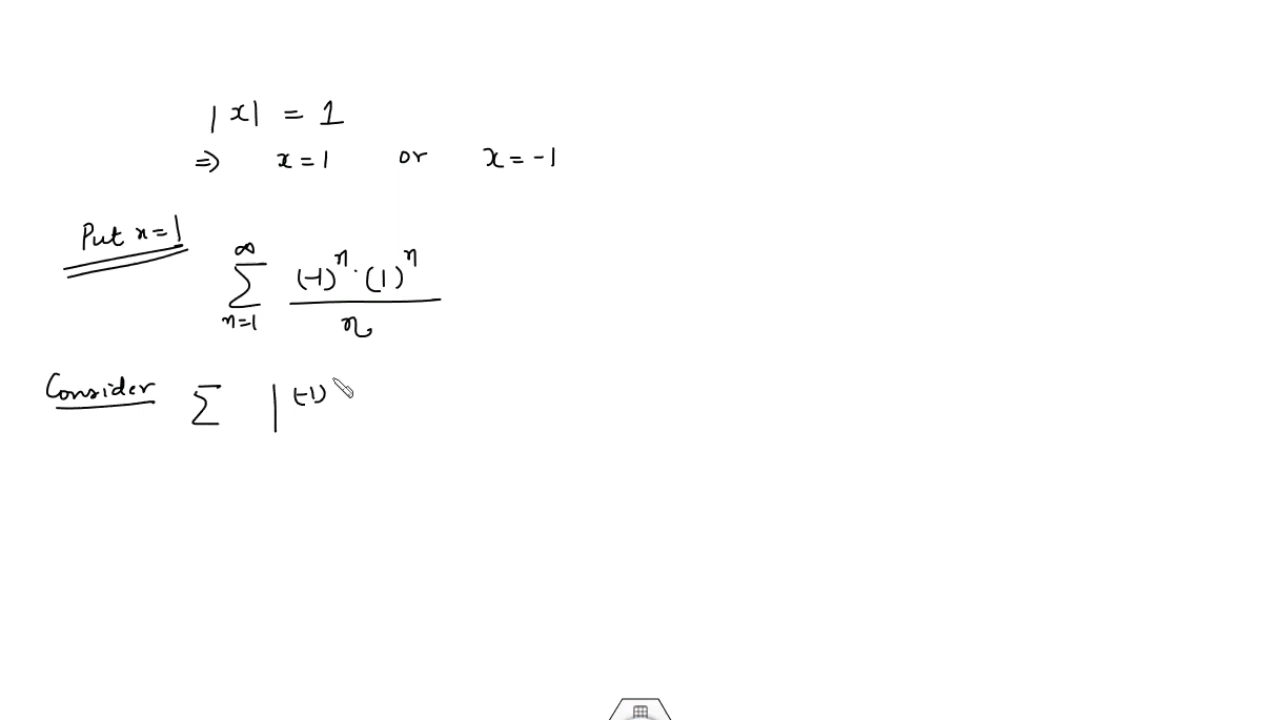 |x| = 1
⇒ x = 1 or x = -1
Put x = 1
∞
∑ (-1)^n · (1)^n / n
n=1
Consider ∑ |(-1)